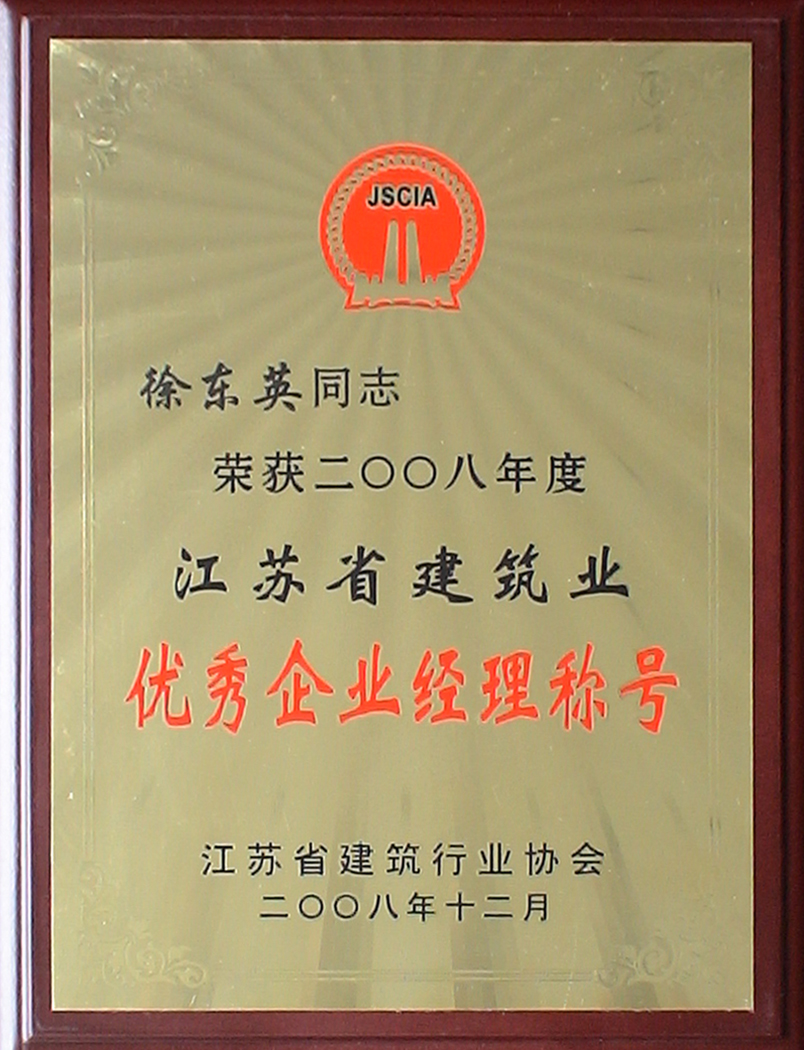 JSCIA
徐东英同志
荣获二〇〇八年度
江苏省建筑业
优秀企业经理称号
江苏省建筑行业协会
二〇〇八年十二月